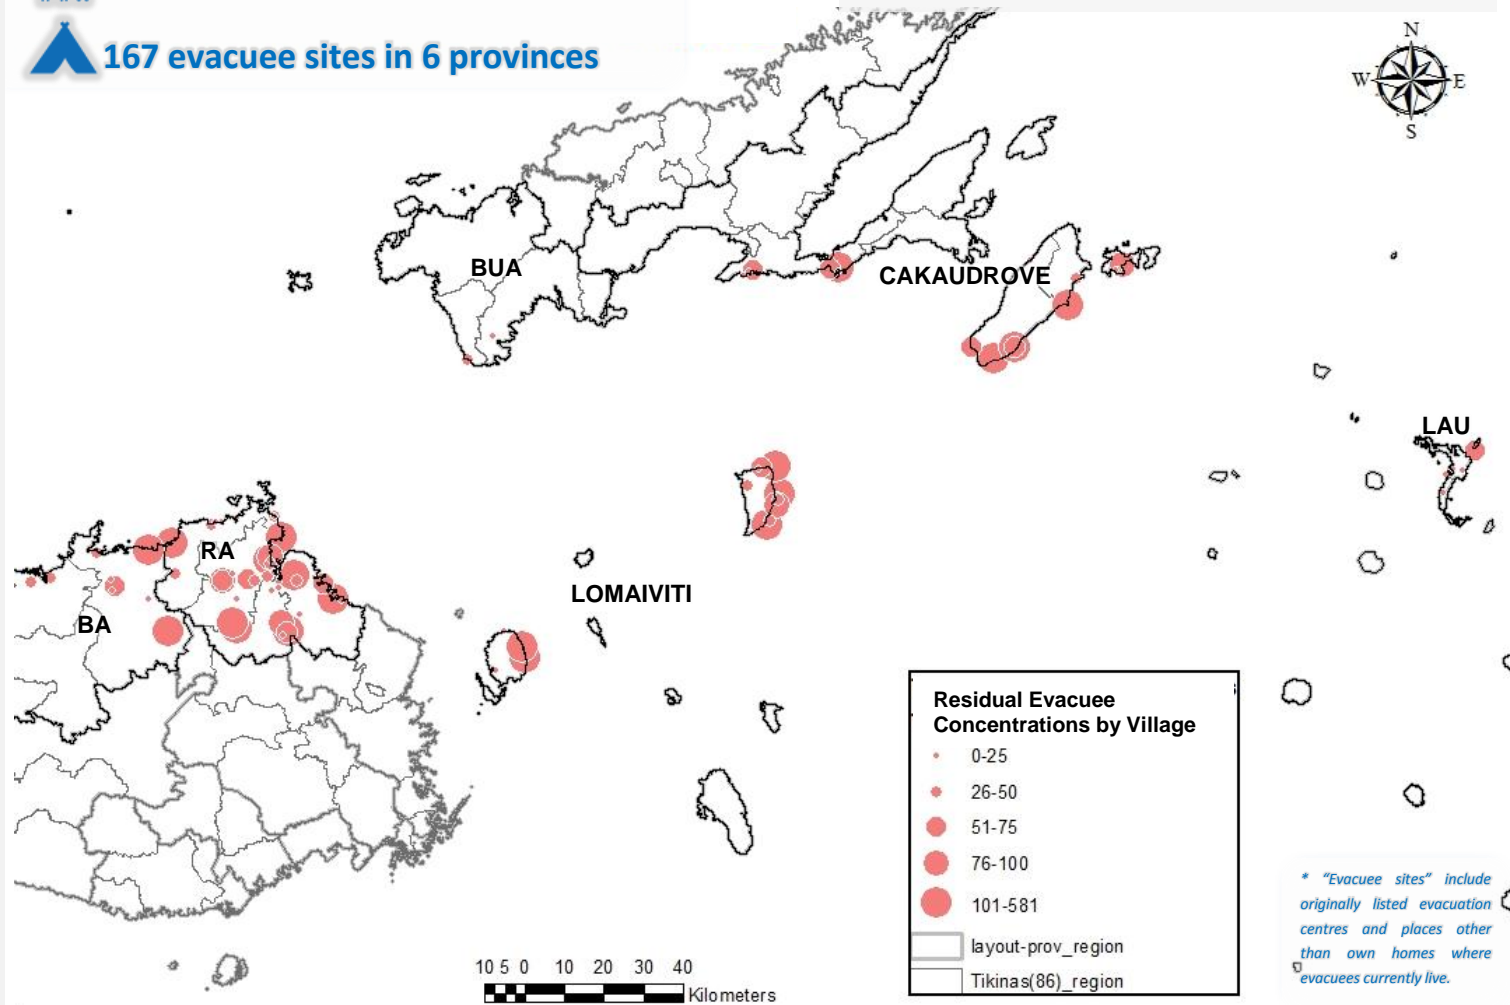 167 evacuee sites in 6 provinces
N
W
E
S
BUA
CAKAUDROVE
LAU
RA
LOMAIVITI
BA
Residual Evacuee
Concentrations by Village
0-25
26-50
51-75
76-100
101-581
layout-prov_region
Tikinas(86)_region
10 5 0 10 20 30 40
Kilometers
* "Evacuee sites" include
originally listed evacuation
centres and places other
than own homes where
evacuees currently live.